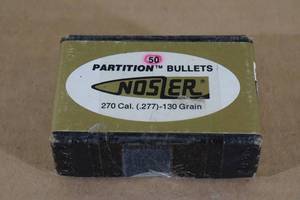 50
PARTITION™ BULLETS
NOSLER
270 Cal. (.277)-130 Grain